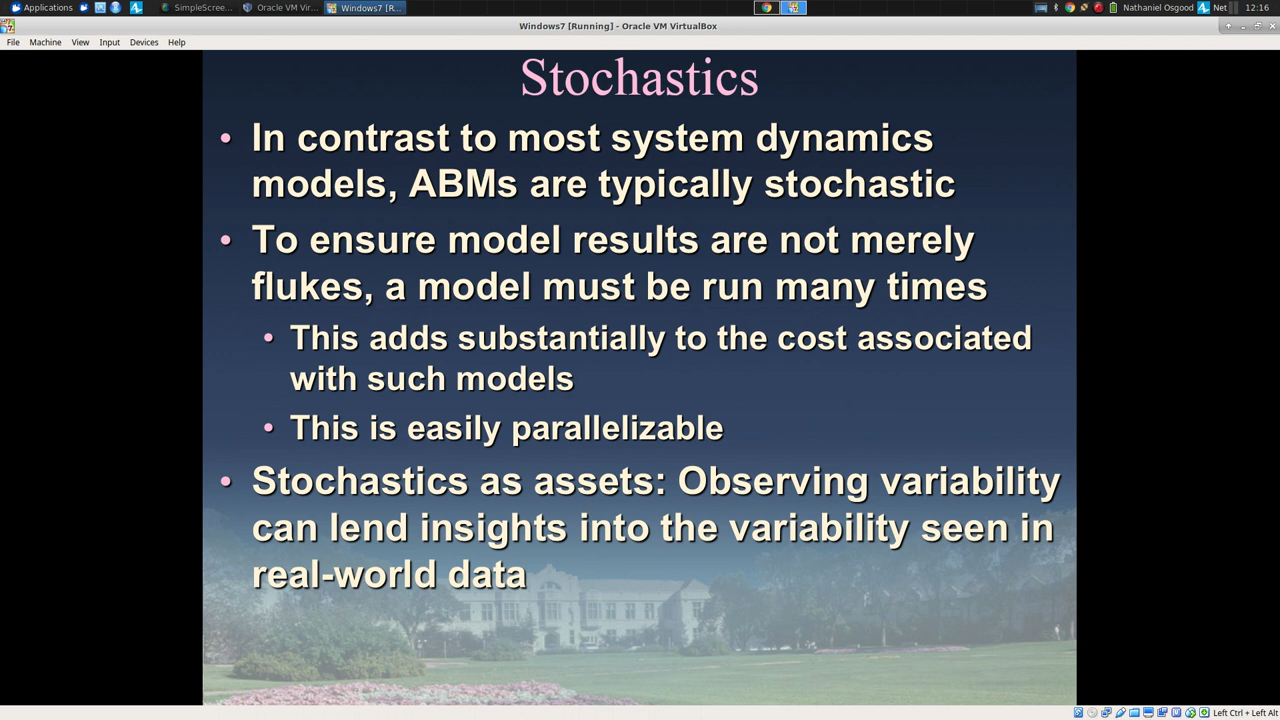 Applications
SimpleScree...
Oracle VM Vir...
Windows7 [R...
Nathaniel Osgood
Net
12:16
Windows7 [Running] - Oracle VM VirtualBox
File Machine View Input Devices Help
Stochastics
• In contrast to most system dynamics
models, ABMs are typically stochastic
• To ensure model results are not merely
flukes, a model must be run many times
• This adds substantially to the cost associated
with such models
• This is easily parallelizable
• Stochastics as assets: Observing variability
can lend insights into the variability seen in
real-world data
Left Ctrl + Left Alt